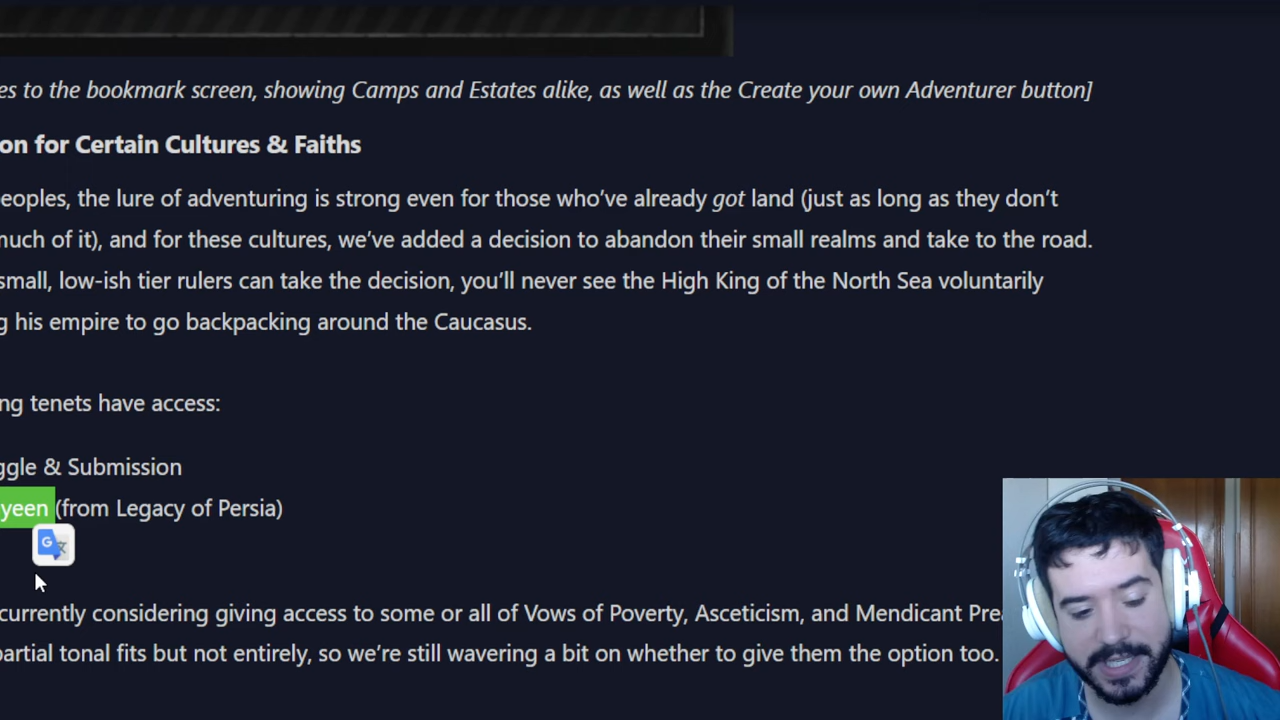 es to the bookmark screen, showing Camps and Estates alike, as well as the Create your own Adventurer button]
on for Certain Cultures & Faiths
eoples, the lure of adventuring is strong even for those who've already got land (just as long as they don't
much of it), and for these cultures, we've added a decision to abandon their small realms and take to the road.
small, low-ish tier rulers can take the decision, you'll never see the High King of the North Sea voluntarily
g his empire to go backpacking around the Caucasus.
ng tenets have access:
ggle & Submission
yeen (from Legacy of Persia)
currently considering giving access to some or all of Vows of Poverty, Asceticism, and Mendicant Pre
partial tonal fits but not entirely, so we're still wavering a bit on whether to give them the option too.